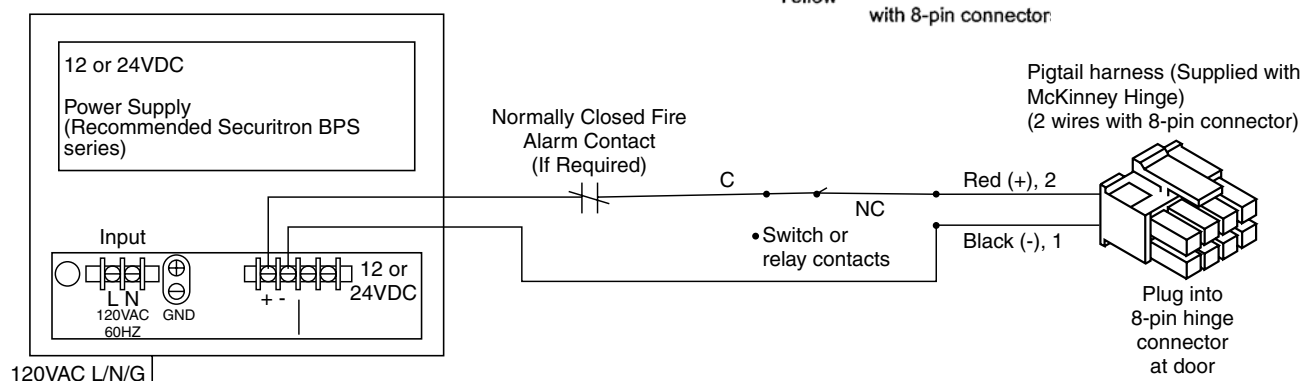 with 8-pin connector
12 or 24VDC
Power Supply
(Recommended Securitron BPS
series)
Normally Closed Fire
Alarm Contact
(If Required)
Pigtail harness (Supplied with
McKinney Hinge)
(2 wires with 8-pin connector)
C
NC
Red (+), 2
Black (-), 1
•Switch or
relay contacts
Input
L N
120VAC
60HZ
GND
+ -
12 or
24VDC
Plug into
8-pin hinge
connector
at door
120VAC L/N/G